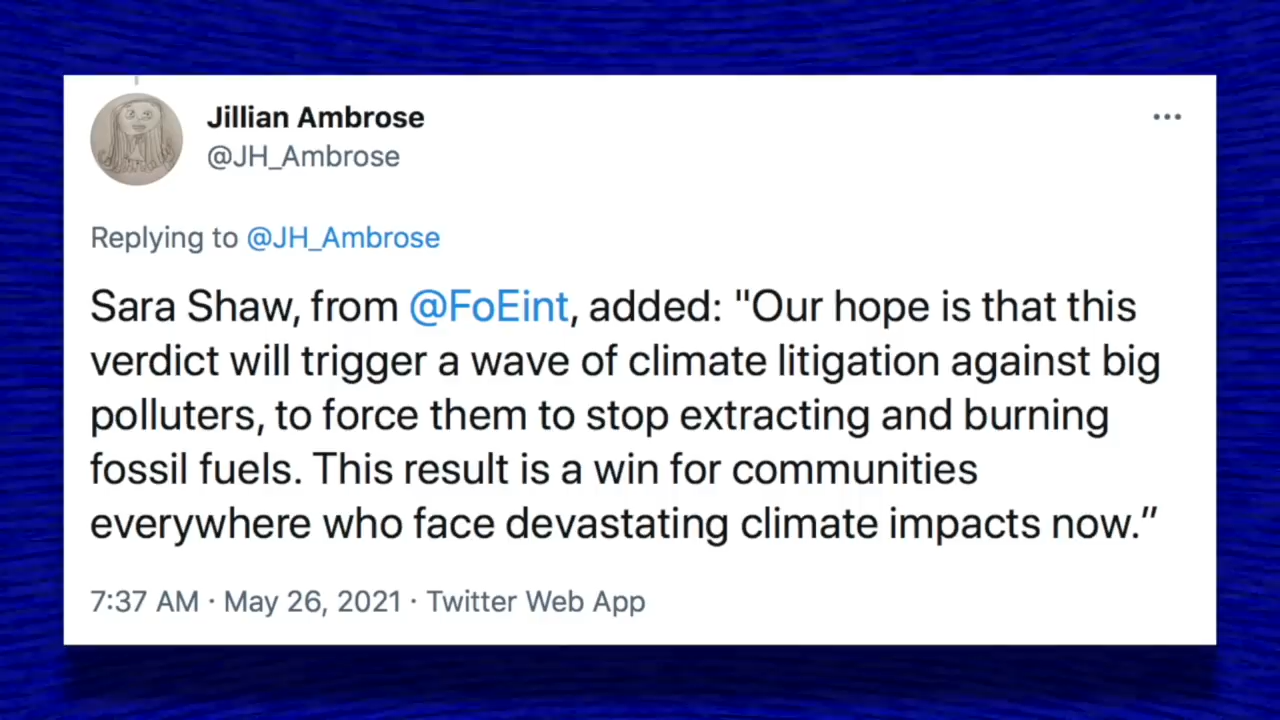 Jillian Ambrose
@JH_Ambrose
Replying to @JH_Ambrose
Sara Shaw, from @FoEint, added: "Our hope is that this
verdict will trigger a wave of climate litigation against big
polluters, to force them to stop extracting and burning
fossil fuels. This result is a win for communities
everywhere who face devastating climate impacts now.”
7:37 AM · May 26, 2021 · Twitter Web App